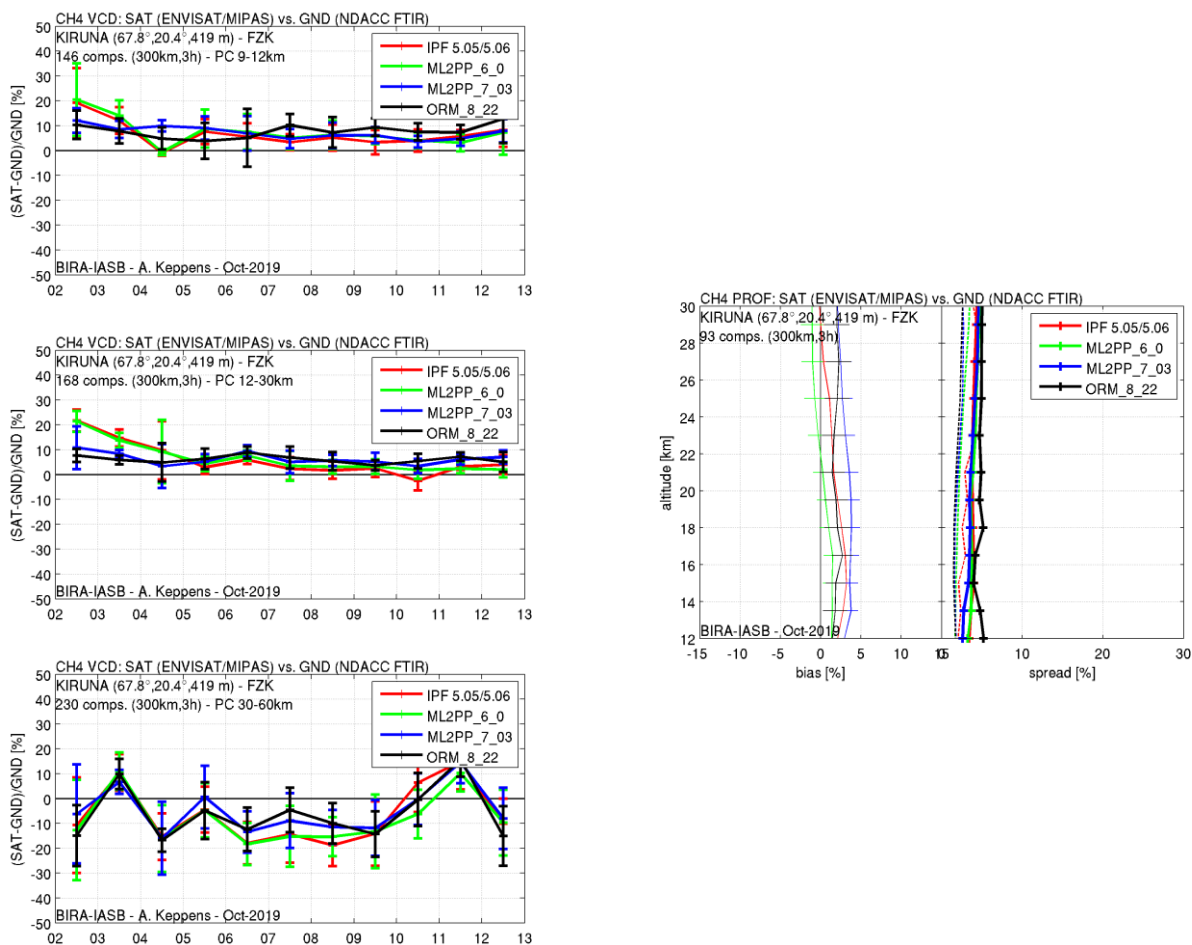 CH4 VCD: SAT (ENVISAT/MIPAS) vs. GND (NDACC FTIR)
KIRUNA (67.8°,20.4°,419 m) - FZK
146 comps. (300km,3h) - PC 9-12km
IPF 5.05/5.06
ML2PP_6_0
ML2PP_7_03
ORM_8_22
(SAT-GND)/GND [%]
50
40
30
20
10
0
-10
-20
-30
-40
-50
BIRA-IASB - A. Keppens - Oct-2019
02 03 04 05 06 07 08 09 10 11 12 13
CH4 VCD: SAT (ENVISAT/MIPAS) vs. GND (NDACC FTIR)
KIRUNA (67.8°,20.4°,419 m) - FZK
168 comps. (300km,3h) - PC 12-30km
IPF 5.05/5.06
ML2PP_6_0
ML2PP_7_03
ORM_8_22
(SAT-GND)/GND [%]
50
40
30
20
10
0
-10
-20
-30
-40
-50
BIRA-IASB - A. Keppens - Oct-2019
02 03 04 05 06 07 08 09 10 11 12 13
CH4 VCD: SAT (ENVISAT/MIPAS) vs. GND (NDACC FTIR)
KIRUNA (67.8°,20.4°,419 m) - FZK
230 comps. (300km,3h) - PC 30-60km
IPF 5.05/5.06
ML2PP_6_0
ML2PP_7_03
ORM_8_22
(SAT-GND)/GND [%]
50
40
30
20
10
0
-10
-20
-30
-40
-50
BIRA-IASB - A. Keppens - Oct-2019
02 03 04 05 06 07 08 09 10 11 12 13
CH4 PROF: SAT (ENVISAT/MIPAS) vs. GND (NDACC FTIR)
KIRUNA (67.8°,20.4°,419 m) - FZK
93 comps. (300km,3h)
IPF 5.05/5.06
ML2PP_6_0
ML2PP_7_03
ORM_8_22
altitude [km]
30
28
26
24
22
20
18
16
14
12
BIRA-IASB - Oct-2019
-15 -10 -5 0 5 10 15
0 10 20 30
bias [%]
spread [%]